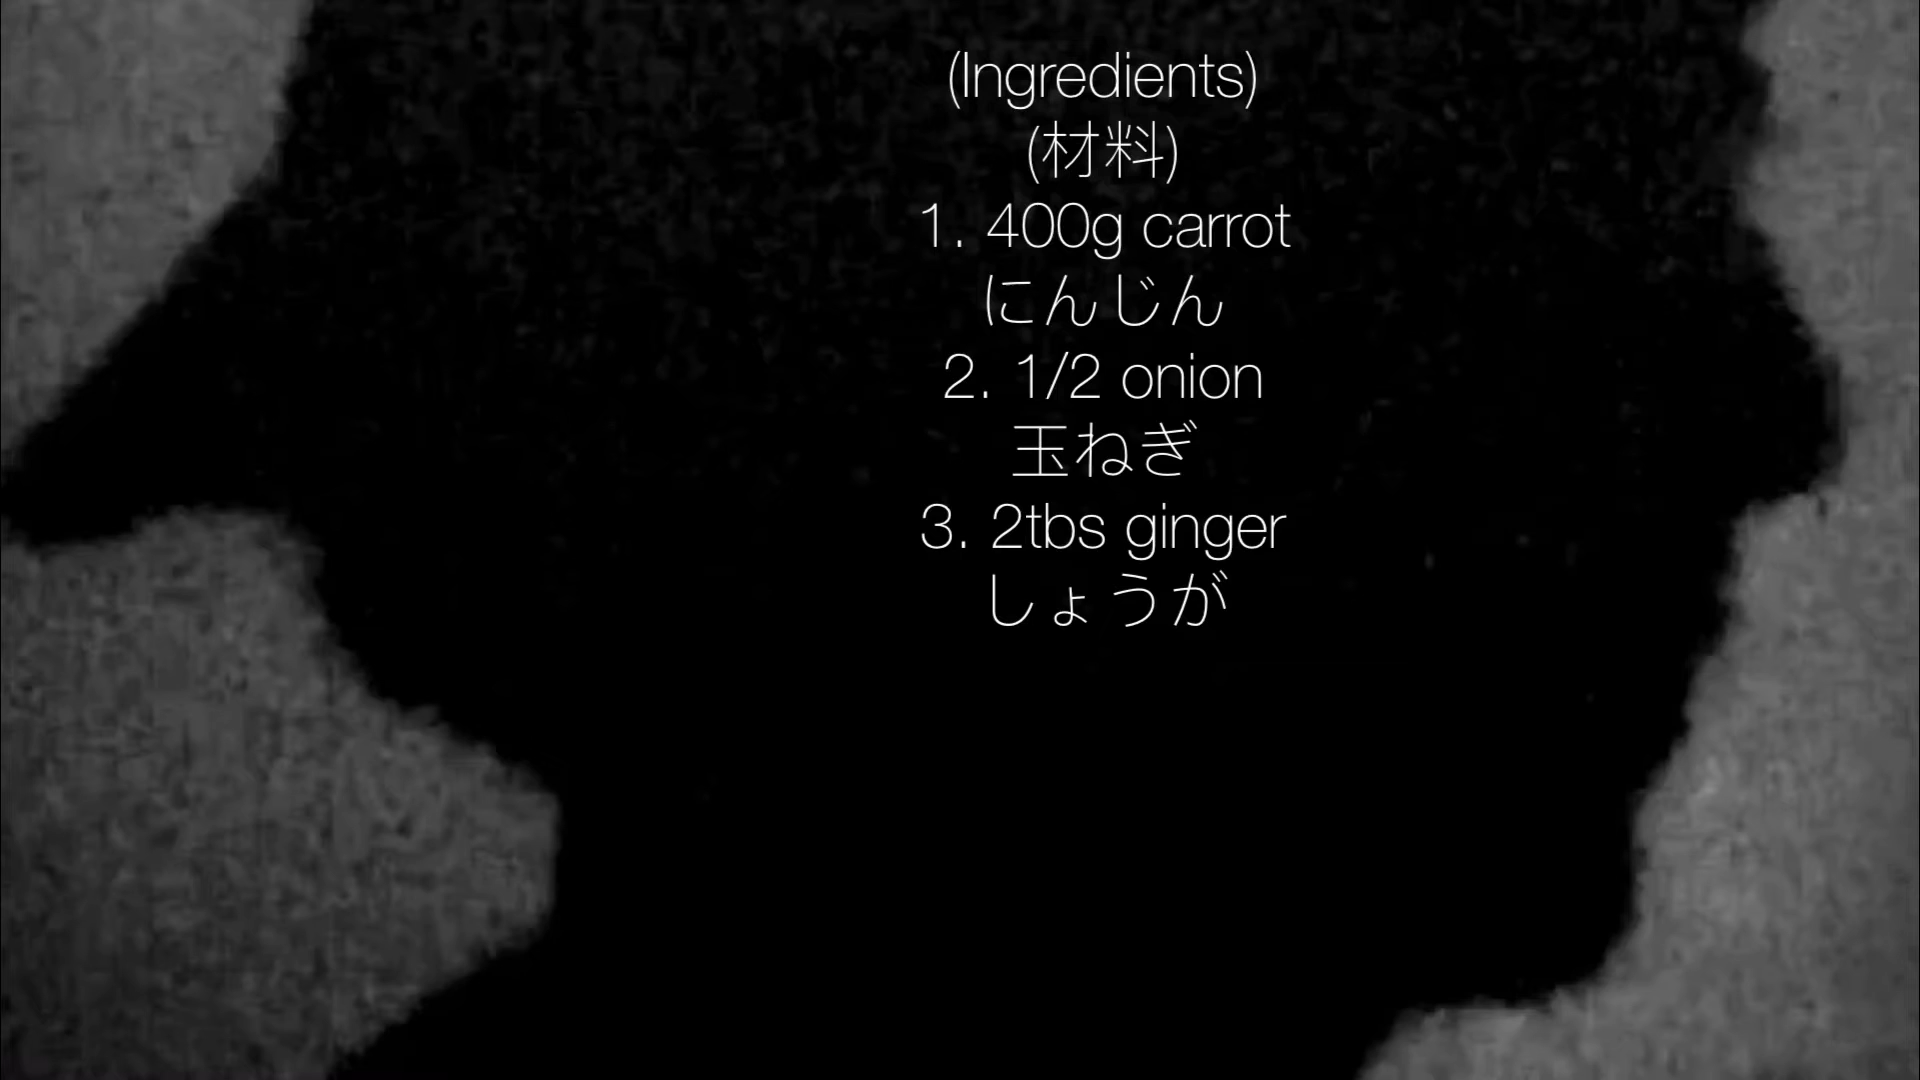 (Ingredients)
(材料)
1. 400g carrot
にんじん
2. 1/2 onion
玉ねぎ
3. 2tbs ginger
しょうが